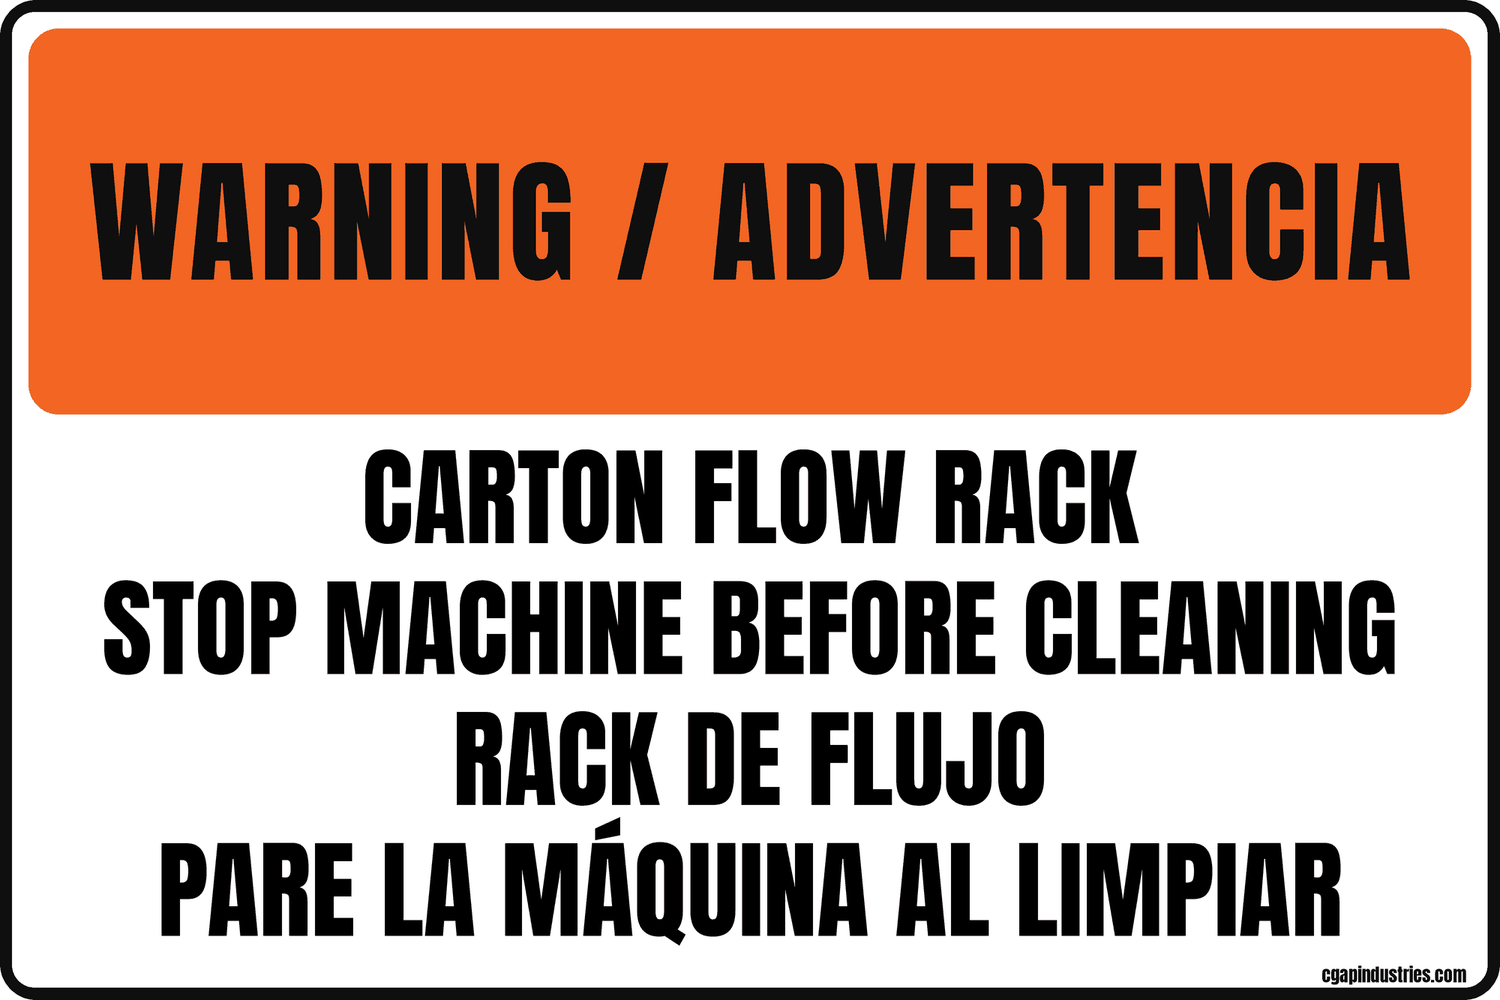 WARNING / ADVERTENCIA
CARTON FLOW RACK
STOP MACHINE BEFORE CLEANING
RACK DE FLUJO
PARE LA MÁQUINA AL LIMPIAR
cgapindustries.com